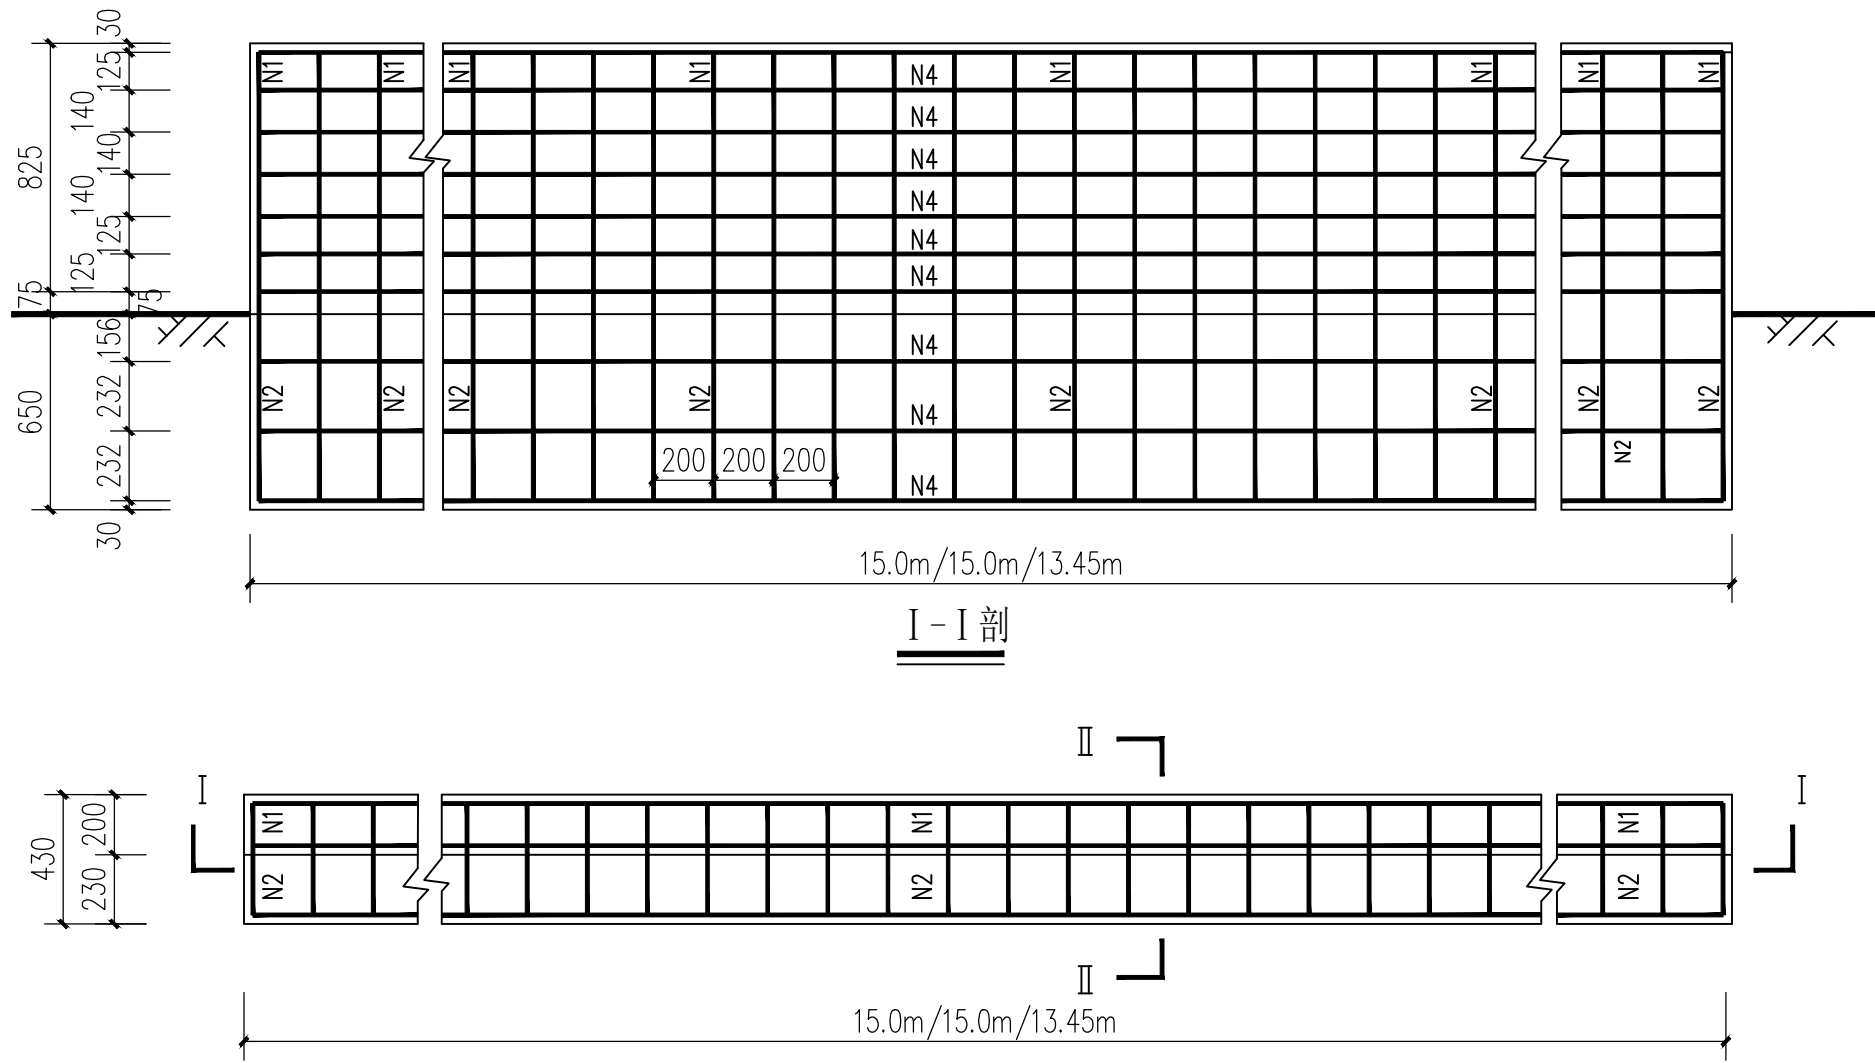 30
N1 N1 N1 N1 N4 N1 N1 N1 N1
125
140
N4
140
N4
825
140
N4
125
N4
125
N4
75 75
156
N4
N2 N2 N2 N2 N2 N2 N2 N2
232
650
N4
232
200 200 200
N2
N4
30
15.0m/15.0m/13.45m
I-I剖
II
I I
200
N1 N1 N1
430
230
N2 N2 N2
II
15.0m/15.0m/13.45m